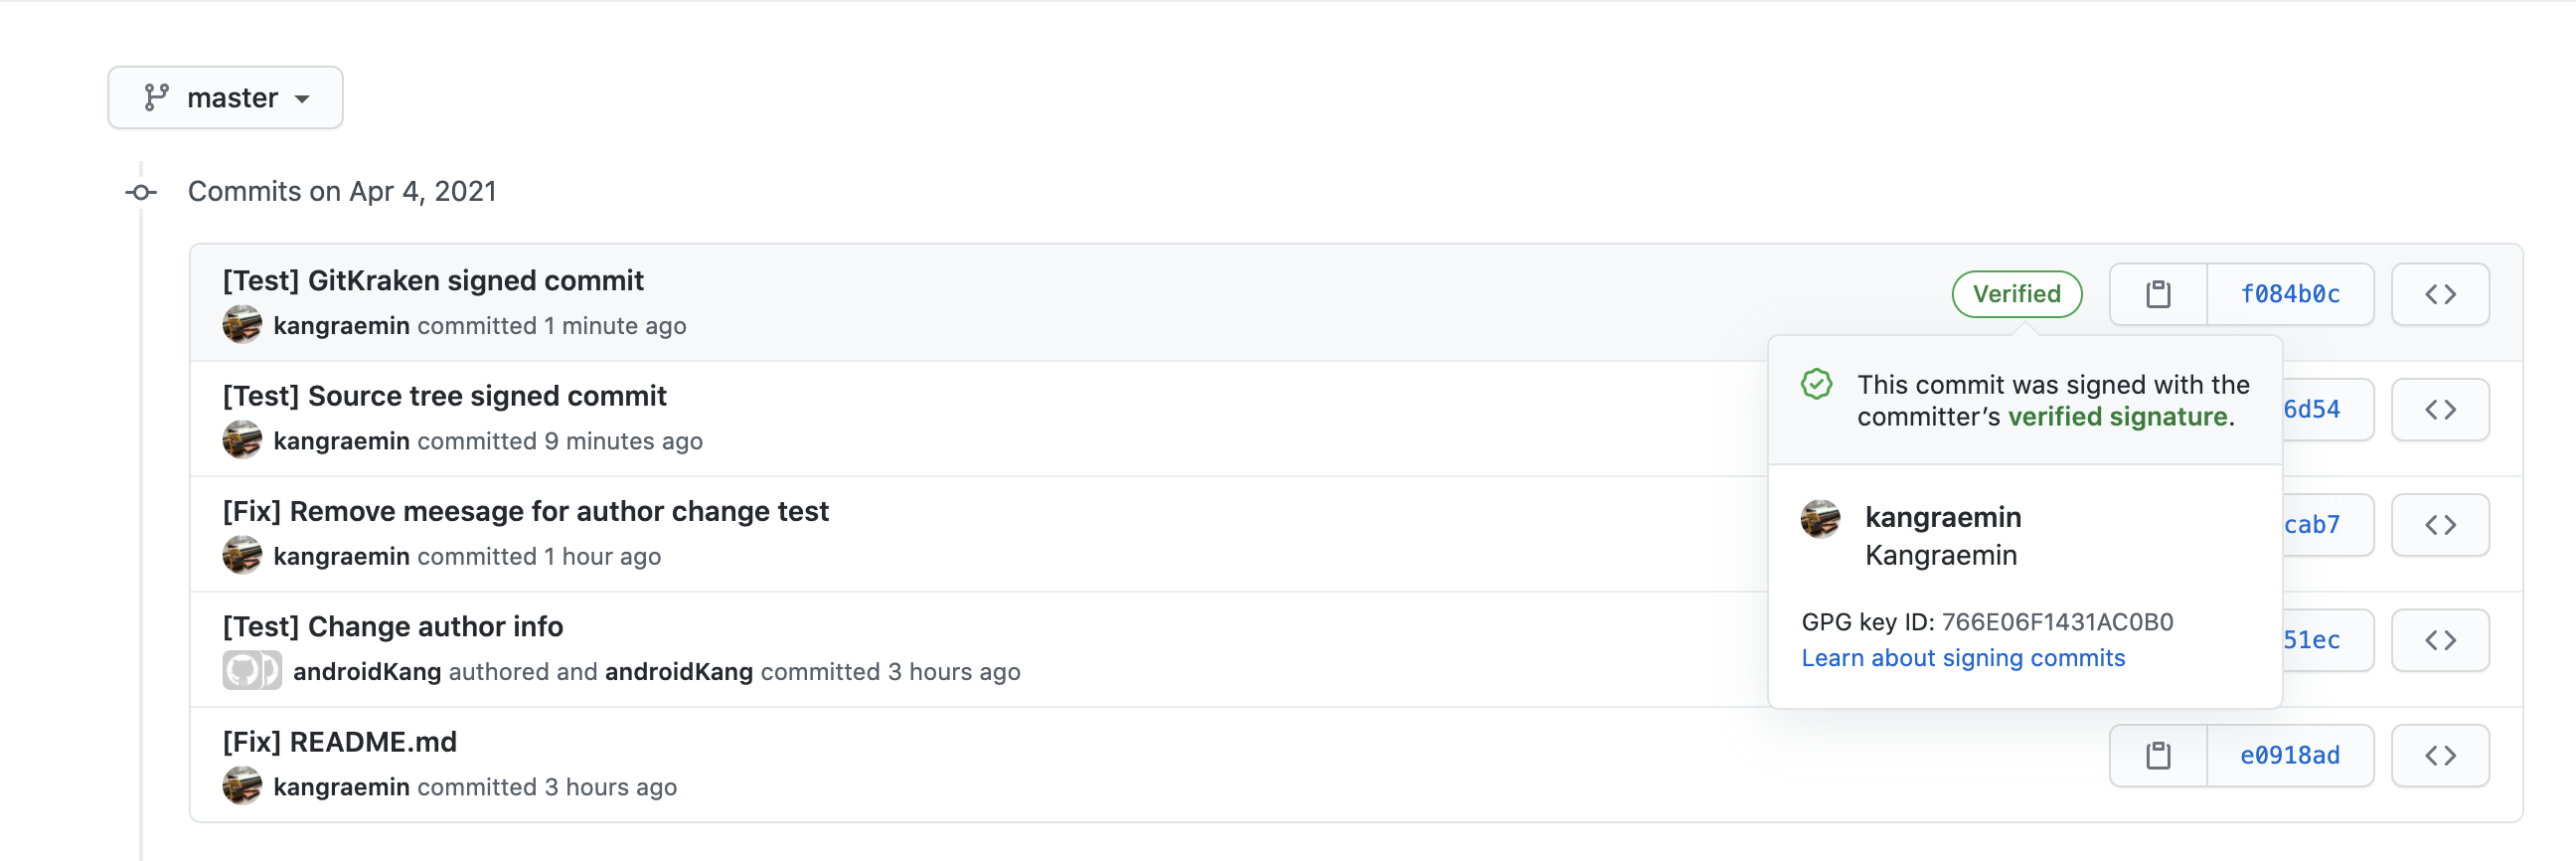 master
Commits on Apr 4, 2021
[Test] GitKraken signed commit
kangraemin committed 1 minute ago
Verified
f084b0c
This commit was signed with the
committer’s verified signature.
kangraemin
Kangraemin
GPG key ID: 766E06F1431AC0B0
Learn about signing commits
[Test] Source tree signed commit
kangraemin committed 9 minutes ago
6d54
[Fix] Remove meesage for author change test
kangraemin committed 1 hour ago
cab7
[Test] Change author info
androidKang authored and androidKang committed 3 hours ago
51ec
[Fix] README.md
kangraemin committed 3 hours ago
e0918ad